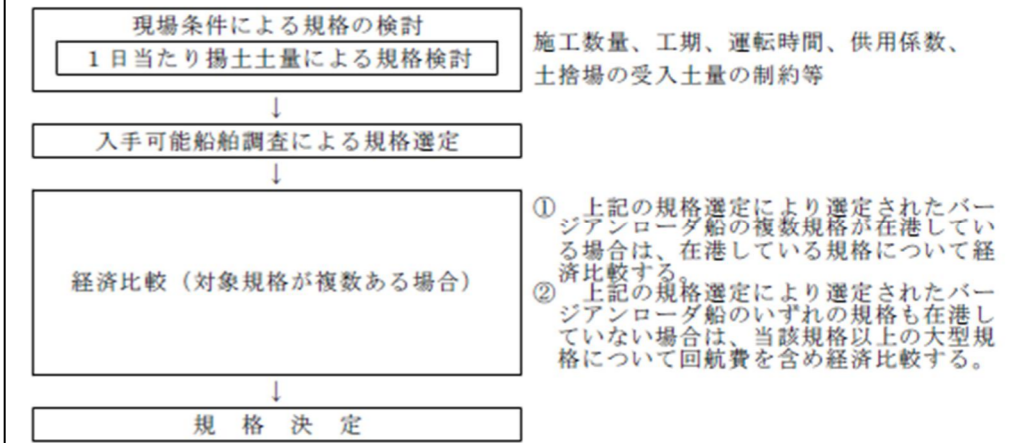 現場条件による規格の検討
1日当たり揚土土量による規格検討
施工数量、工期、運転時間、供用係数、
土捨場の受入土量の制約等
↓
入手可能船舶調査による規格選定
↓
経済比較（対象規格が複数ある場合）
① 上記の規格選定により選定されたバー
ジアンローダ船の複数規格が在港してい
る場合は、在港している規格について経
済比較する。
② 上記の規格選定により選定されたバー
ジアンローダ船のいずれの規格も在港し
ていない場合は、当該規格以上の大型規
格について回航費を含め経済比較する。
↓
規 格 決 定